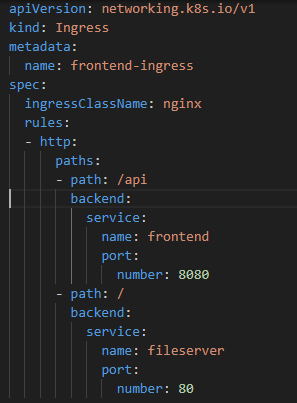 apiVersion: networking.k8s.io/v1
kind: Ingress
metadata:
  name: frontend-ingress
spec:
  ingressClassName: nginx
  rules:
  - http:
      paths:
      - path: /api
        backend:
          service:
            name: frontend
            port:
              number: 8080
      - path: /
        backend:
          service:
            name: fileserver
            port:
              number: 80